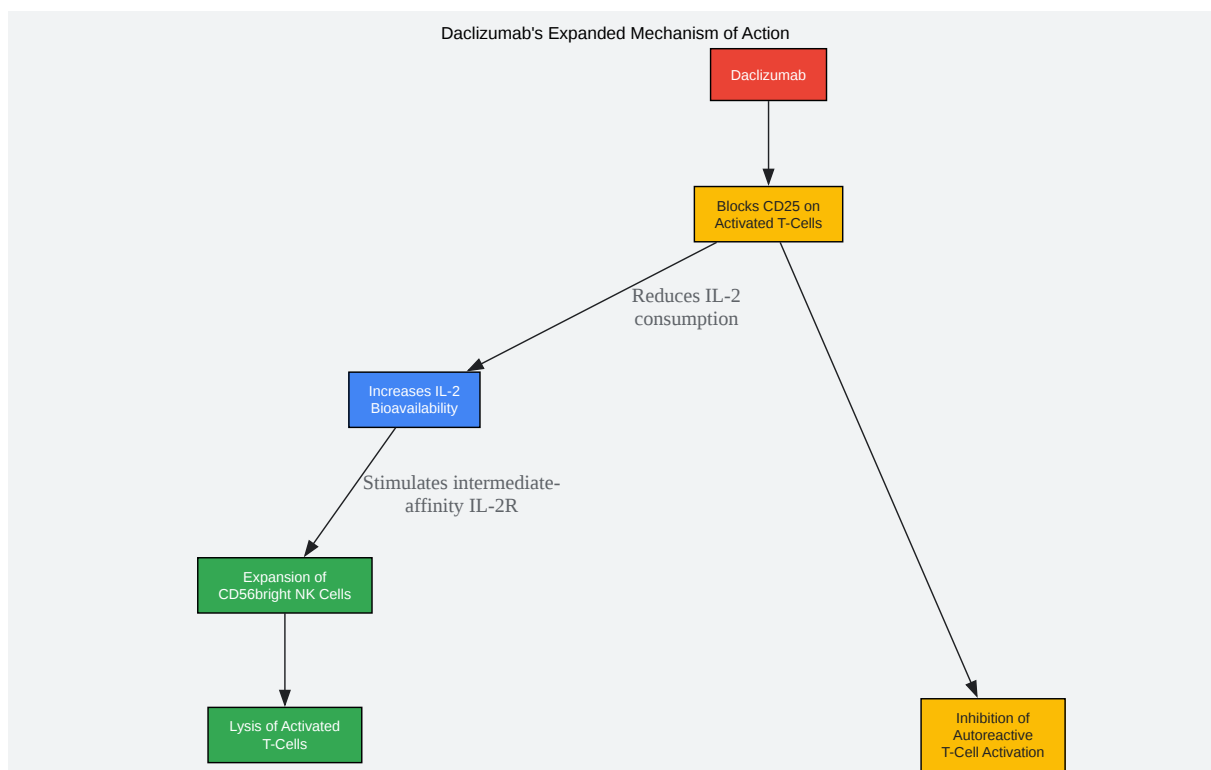 Daclizumab's Expanded Mechanism of Action
Daclizumab
Blocks CD25 on
Activated T-Cells
Reduces IL-2
consumption
Increases IL-2
Bioavailability
Stimulates intermediate-
affinity IL-2R
Expansion of
CD56bright NK Cells
Lysis of Activated
T-Cells
Inhibition of
Autoreactive
T-Cell Activation